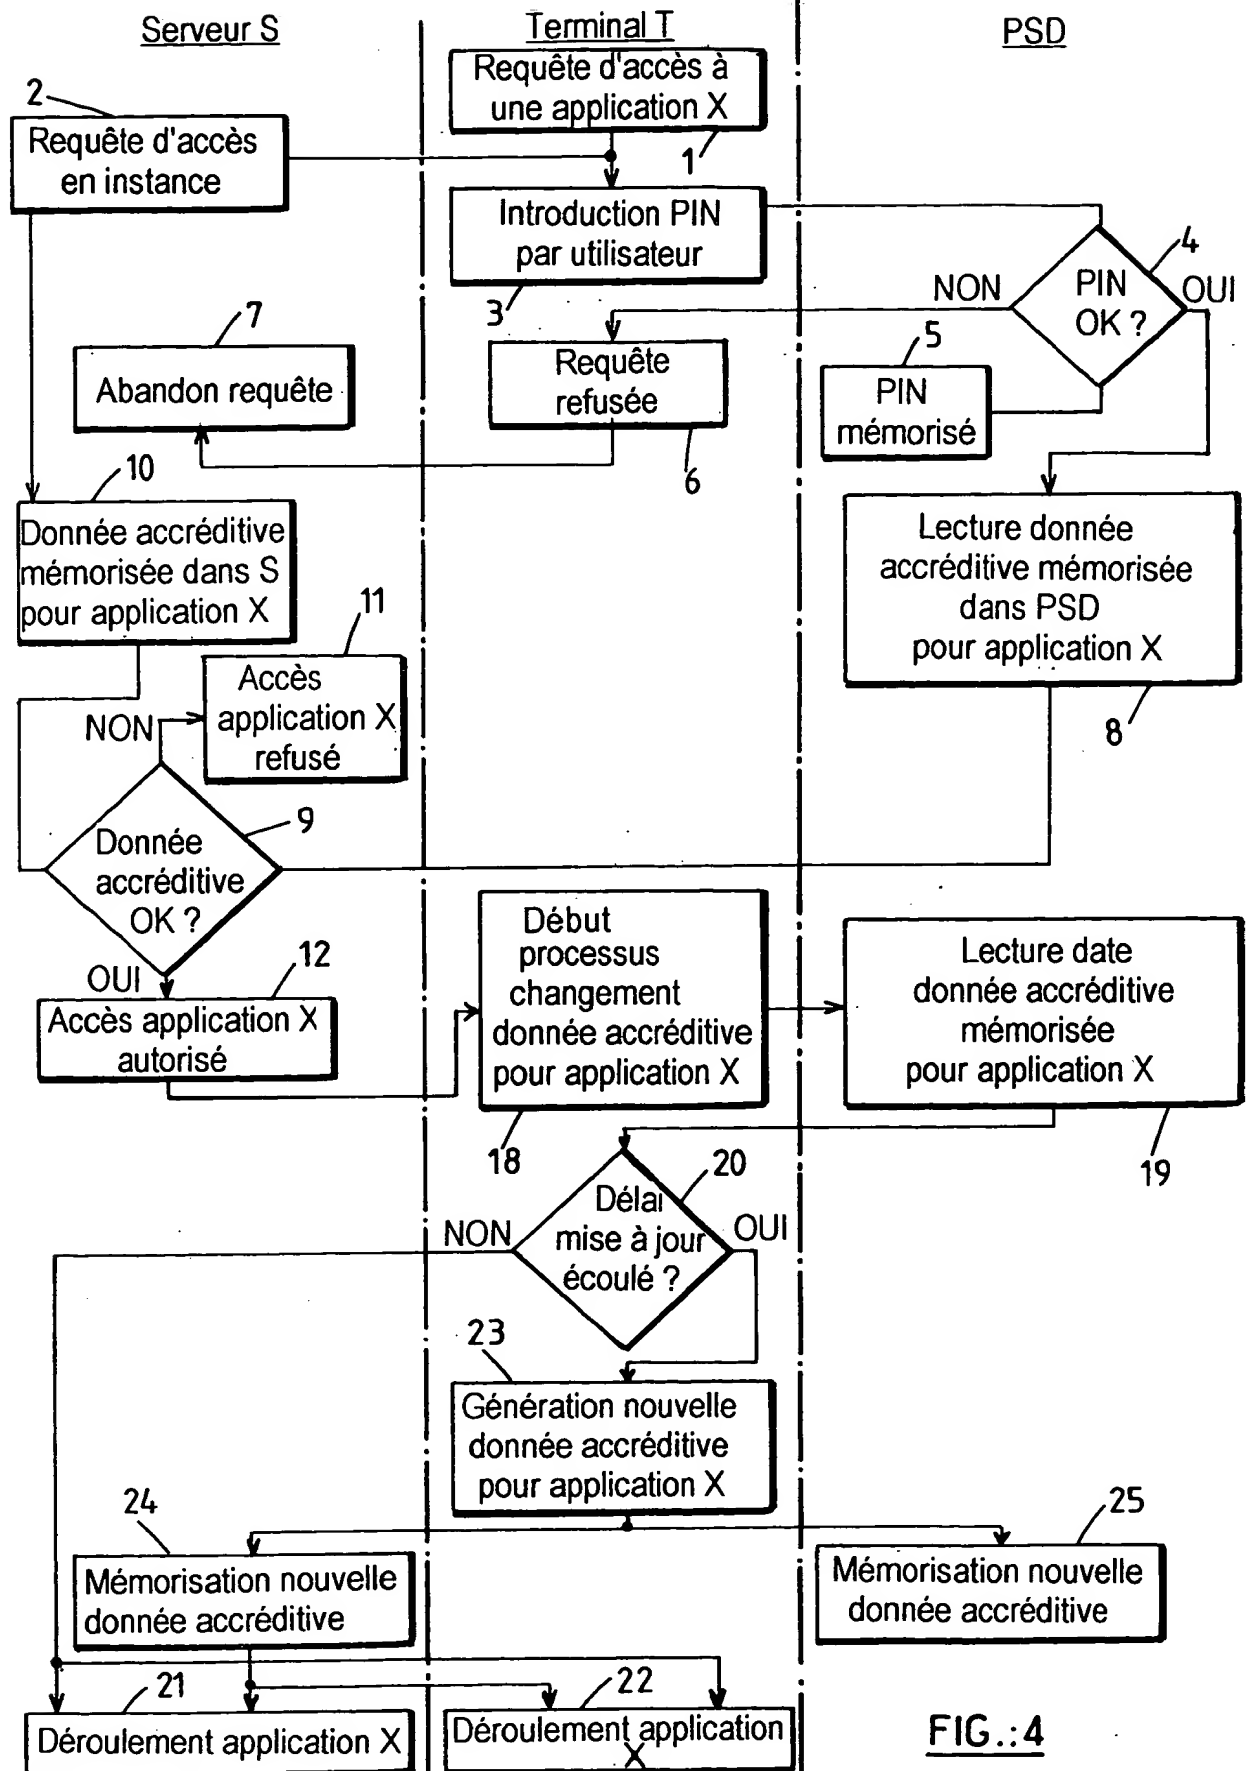 Serveur S
Terminal T
PSD
Requête d'accès à
une application X
1
2
Requête d'accès
en instance
Introduction PIN
par utilisateur
3
4
PIN
OK ?
NON
OUI
5
PIN
mémorisé
Requête
refusée
6
7
Abandon requête
10
Donnée accréditive
mémorisée dans S
pour application X
Lecture donnée
accréditive mémorisée
dans PSD
pour application X
8
11
Accès
application X
refusé
NON
9
Donnée
accréditive
OK ?
OUI
12
Accès application X
autorisé
Début
processus
changement
donnée accréditive
pour application X
18
Lecture date
donnée accréditive
mémorisée
pour application X
19
20
Délai
mise à jour
écoulé ?
NON
OUI
23
Génération nouvelle
donnée accréditive
pour application X
24
Mémorisation nouvelle
donnée accréditive
25
Mémorisation nouvelle
donnée accréditive
21
Déroulement application X
22
Déroulement application
X
FIG.:4